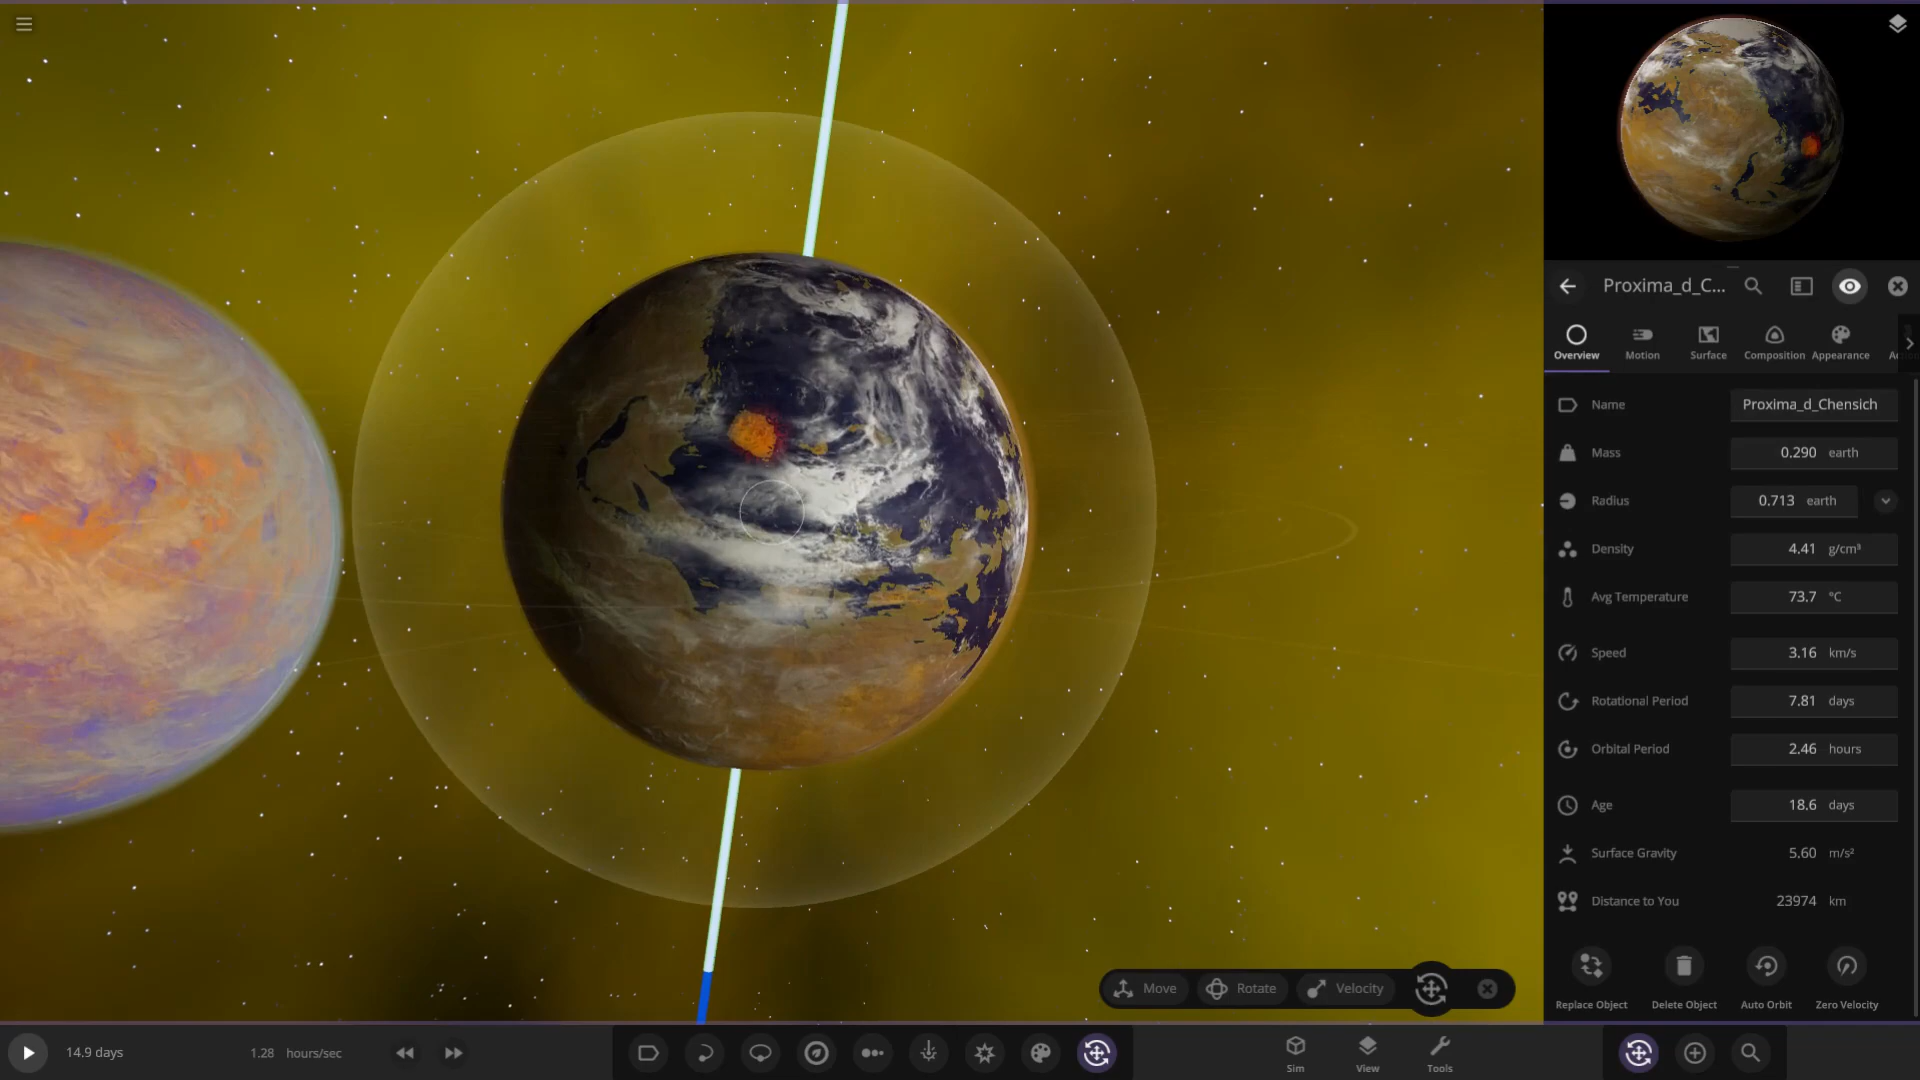 Proxima_d_C...
Overview
Motion
Surface
Composition
Appearance
Name
Proxima_d_Chensich
Mass
0.290 earth
Radius
0.713 earth
Density
4.41 g/cm³
Avg Temperature
73.7 °C
Speed
3.16 km/s
Rotational Period
7.81 days
Orbital Period
2.46 hours
Age
18.6 days
Surface Gravity
5.60 m/s²
Distance to You
23974 km
Move
Rotate
Velocity
Replace Object
Delete Object
Auto Orbit
Zero Velocity
14.9 days
1.28 hours/sec
Sim
View
Tools